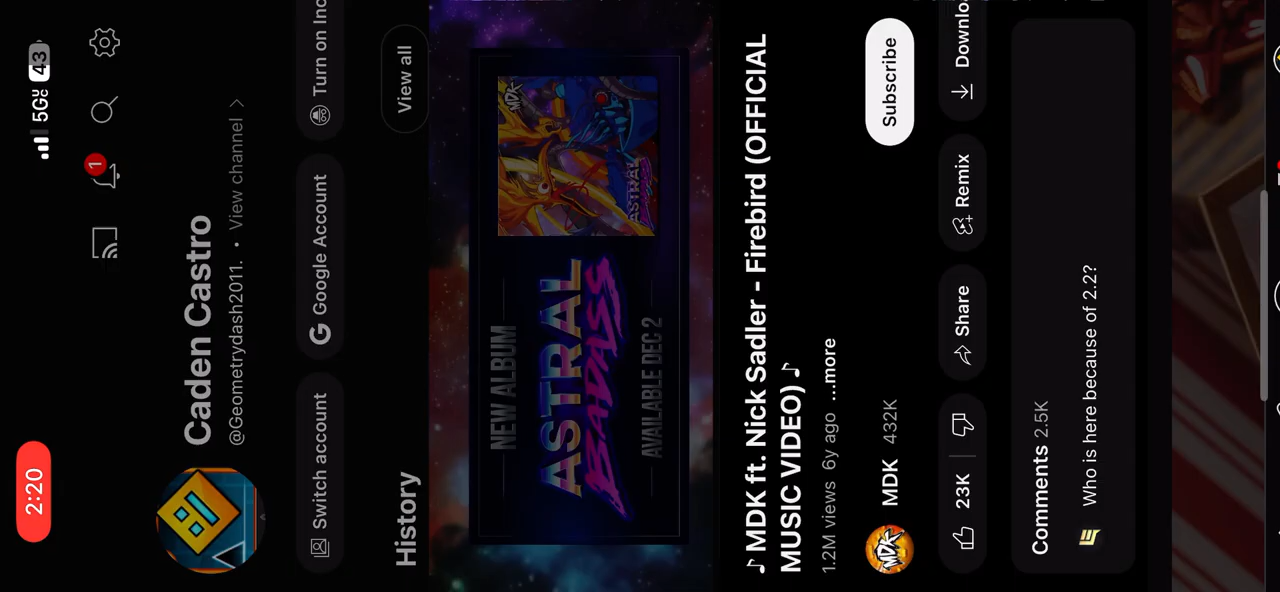 2:20
5G
43
1
Caden Castro
@Geometrydash2011. • View channel >
Switch account
G Google Account
Turn on Inc
History
View all
NEW ALBUM
ASTRAL
BADASS
AVAILABLE DEC 2
MDK
ASTRAL
♪ MDK ft. Nick Sadler - Firebird (OFFICIAL
MUSIC VIDEO) ♪
1.2M views 6y ago ...more
MDK
MDK 432K
Subscribe
23K
Share
Remix
Downlo
Comments 2.5K
Who is here because of 2.2?